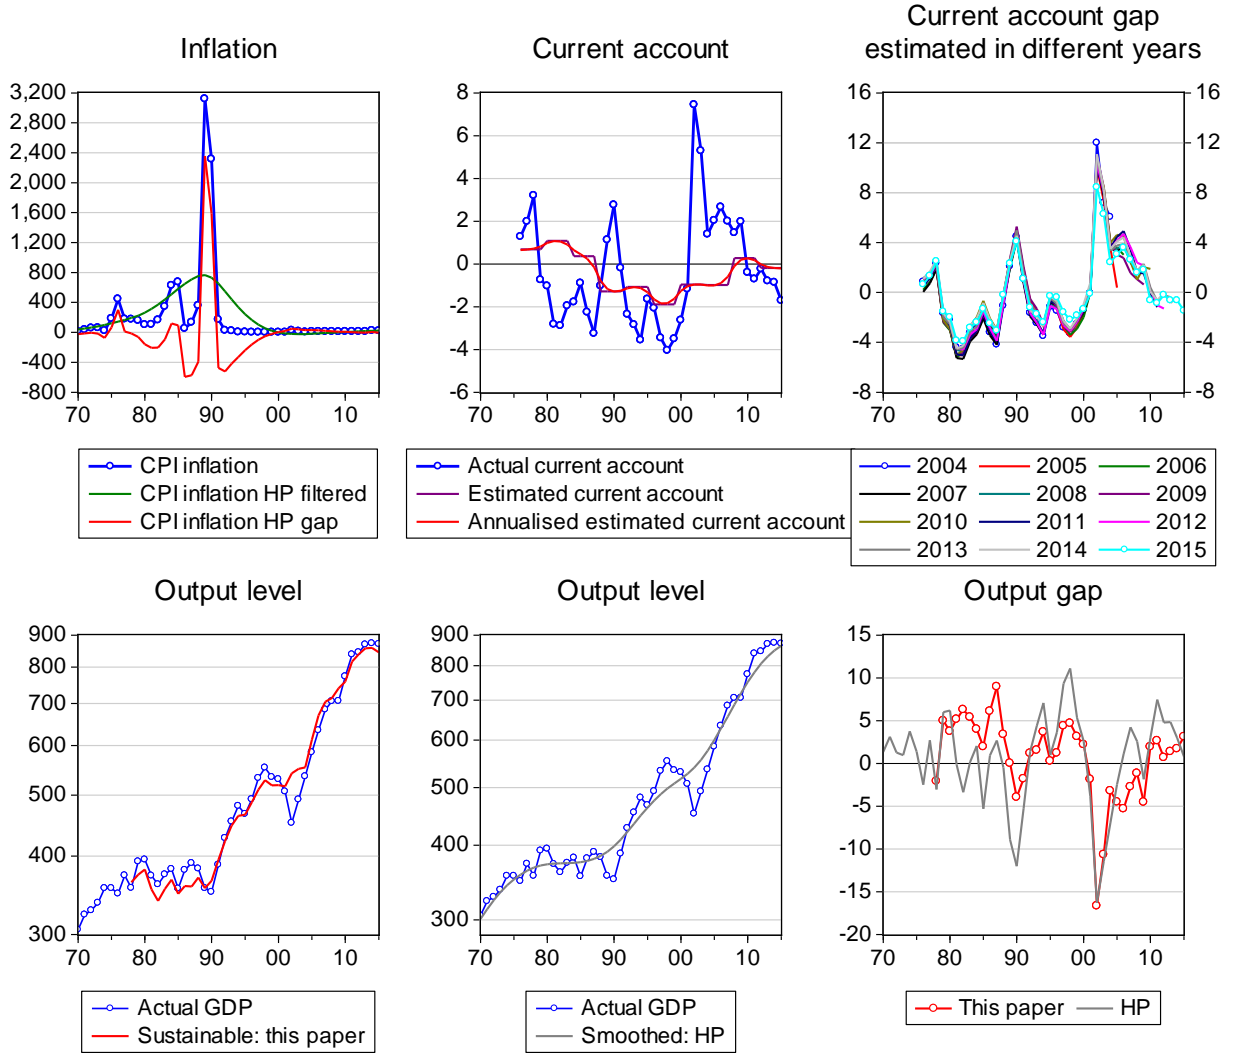 Inflation
3,200
2,800
2,400
2,000
1,600
1,200
800
400
0
-400
-800
70 80 90 00 10
CPI inflation
CPI inflation HP filtered
CPI inflation HP gap
Current account
8
6
4
2
0
-2
-4
-6
70 80 90 00 10
Actual current account
Estimated current account
Annualised estimated current account
Current account gap
estimated in different years
16 16
12 12
8 8
4 4
0 0
-4 -4
-8 -8
70 80 90 00 10
2004 2005 2006
2007 2008 2009
2010 2011 2012
2013 2014 2015
Output level
900
800
700
600
500
400
300
70 80 90 00 10
Actual GDP
Sustainable: this paper
Output level
900
800
700
600
500
400
300
70 80 90 00 10
Actual GDP
Smoothed: HP
Output gap
15
10
5
0
-5
-10
-15
-20
70 80 90 00 10
This paper HP